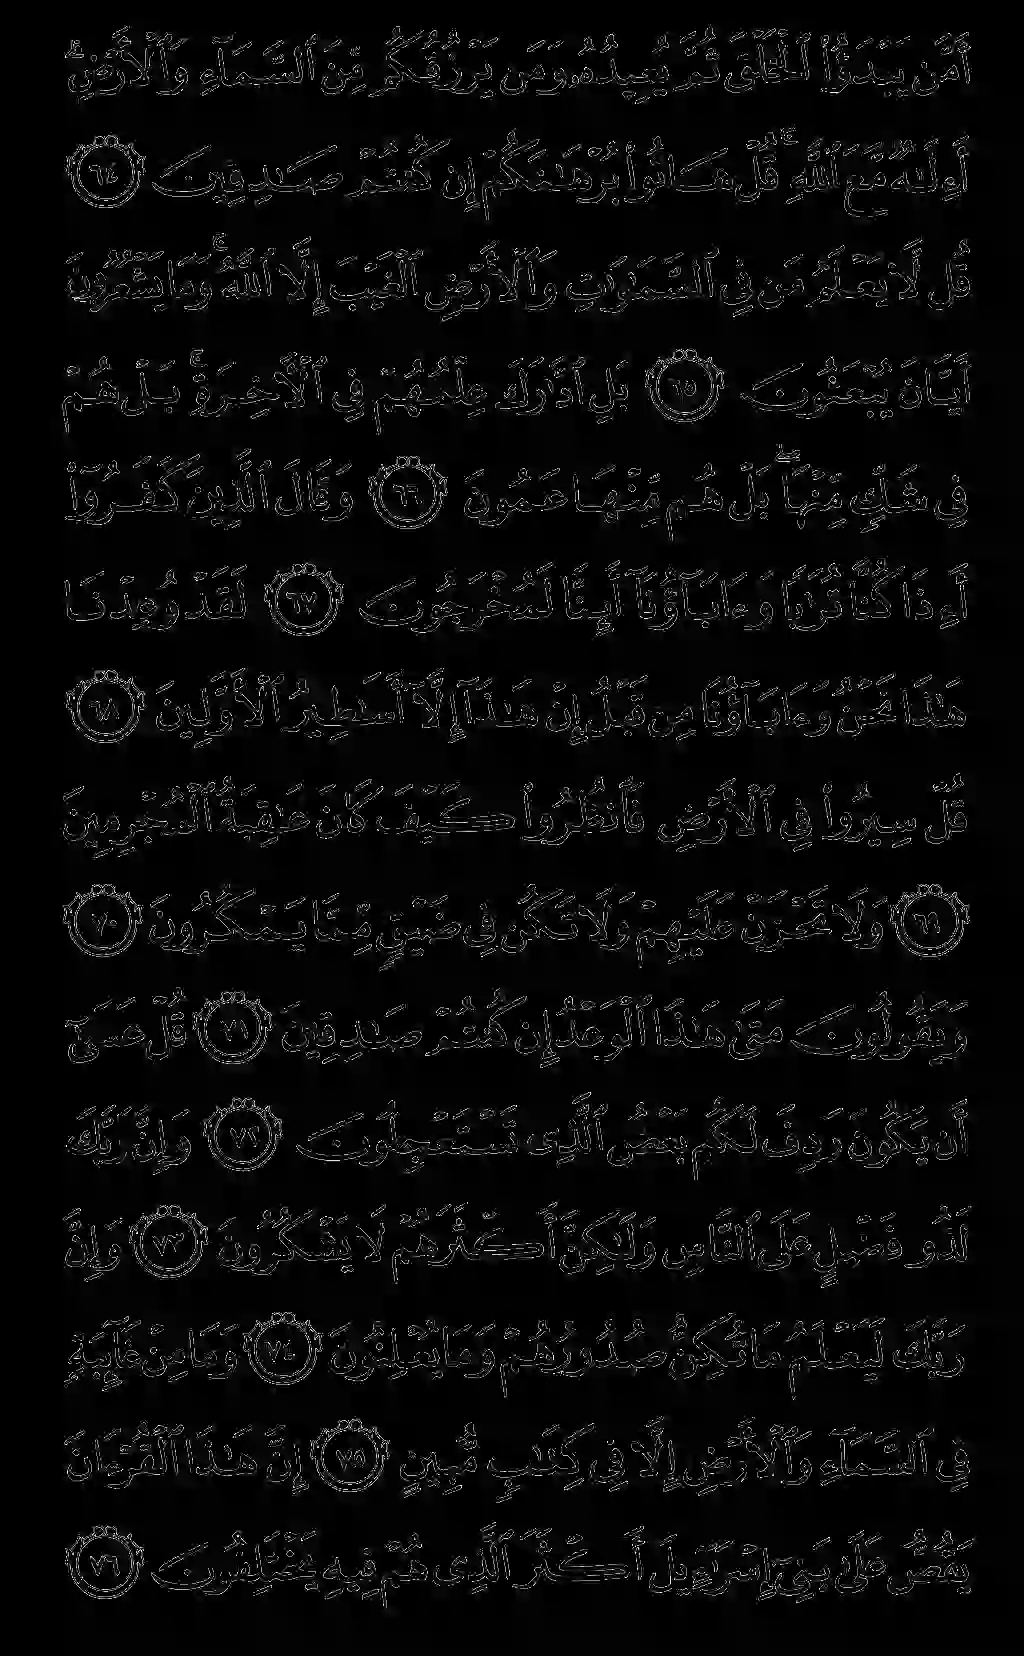 أَمَّن يَبْدَؤُا۟ ٱلْخَلْقَ ثُمَّ يُعِيدُهُۥ وَمَن يَرْزُقُكُم مِّنَ ٱلسَّمَآءِ وَٱلْأَرْضِ ۗ
أَءِلَٰهٌ مَّعَ ٱللَّهِ ۚ قُلْ هَاتُوا۟ بُرْهَٰنَكُمْ إِن كُنتُمْ صَٰدِقِينَ ٦٤
قُل لَّا يَعْلَمُ مَن فِى ٱلسَّمَٰوَٰتِ وَٱلْأَرْضِ ٱلْغَيْبَ إِلَّا ٱللَّهُ ۚ وَمَا يَشْعُرُونَ
أَيَّانَ يُبْعَثُونَ ٦٥ بَلِ ٱدَّٰرَكَ عِلْمُهُمْ فِى ٱلْءَاخِرَةِ ۚ بَلْ هُمْ
فِى شَكٍّ مِّنْهَا ۖ بَلْ هُم مِّنْهَا عَمُونَ ٦٦ وَقَالَ ٱلَّذِينَ كَفَرُوٓا۟
أَءِذَا كُنَّا تُرَٰبًا وَءَابَآؤُنَآ أَئِنَّا لَمُخْرَجُونَ ٦٧ لَقَدْ وُعِدْنَا
هَٰذَا نَحْنُ وَءَابَآؤُنَا مِن قَبْلُ إِنْ هَٰذَآ إِلَّآ أَسَٰطِيرُ ٱلْأَوَّلِينَ ٦٨
قُلْ سِيرُوا۟ فِى ٱلْأَرْضِ فَٱنظُرُوا۟ كَيْفَ كَانَ عَٰقِبَةُ ٱلْمُجْرِمِينَ
٦٩ وَلَا تَحْزَنْ عَلَيْهِمْ وَلَا تَكُن فِى ضَيْقٍ مِّمَّا يَمْكُرُونَ ٧٠
وَيَقُولُونَ مَتَىٰ هَٰذَا ٱلْوَعْدُ إِن كُنتُمْ صَٰدِقِينَ ٧١ قُلْ عَسَىٰٓ
أَن يَكُونَ رَدِفَ لَكُم بَعْضُ ٱلَّذِى تَسْتَعْجِلُونَ ٧٢ وَإِنَّ رَبَّكَ
لَذُو فَضْلٍ عَلَى ٱلنَّاسِ وَلَٰكِنَّ أَكْثَرَهُمْ لَا يَشْكُرُونَ ٧٣ وَإِنَّ
رَبَّكَ لَيَعْلَمُ مَا تُكِنُّ صُدُورُهُمْ وَمَا يُعْلِنُونَ ٧٤ وَمَا مِنْ غَآئِبَةٍ
فِى ٱلسَّمَآءِ وَٱلْأَرْضِ إِلَّا فِى كِتَٰبٍ مُّبِينٍ ٧٥ إِنَّ هَٰذَا ٱلْقُرْءَانَ
يَقُصُّ عَلَىٰ بَنِىٓ إِسْرَٰٓءِيلَ أَكْثَرَ ٱلَّذِى هُمْ فِيهِ يَخْتَلِفُونَ ٧٦